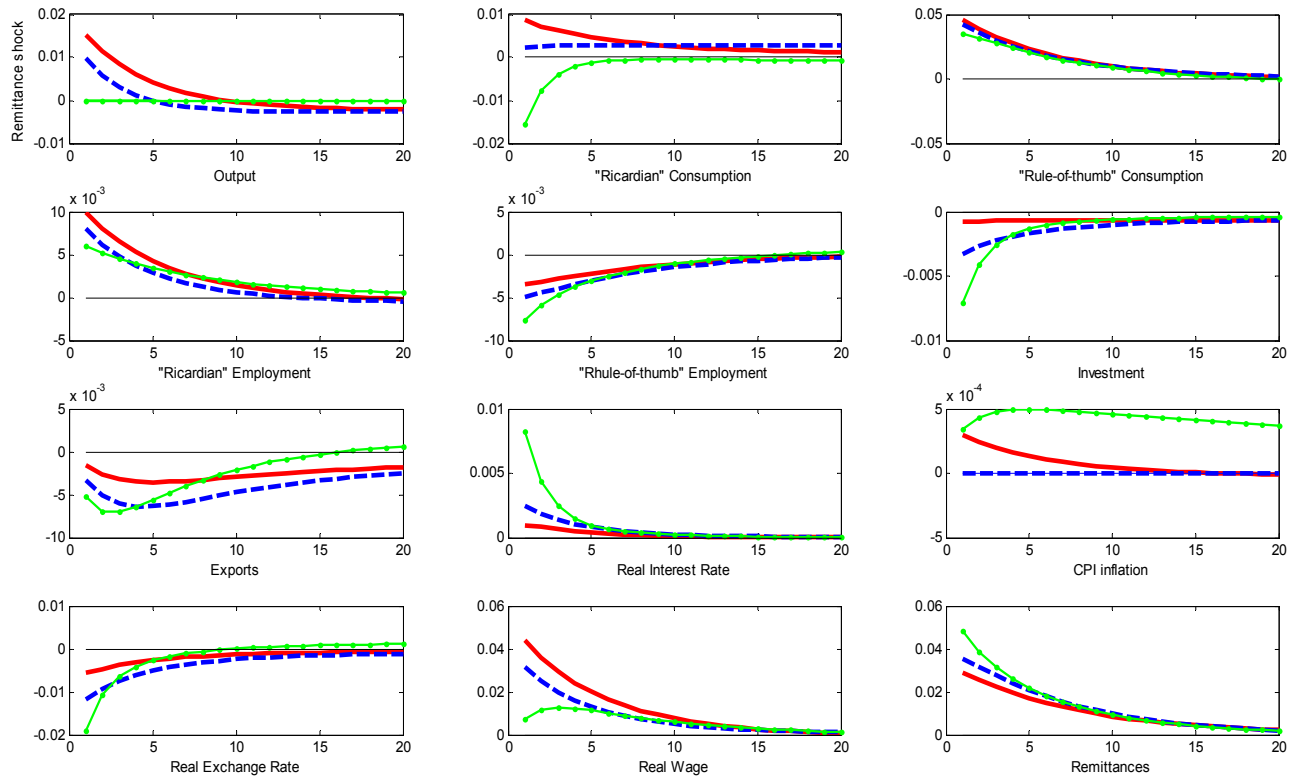 Remittance shock
0.02 0.01 0 -0.01
0 5 10 15 20
Output
0.01 0 -0.01 -0.02
0 5 10 15 20
"Ricardian" Consumption
0.05 0 -0.05
0 5 10 15 20
"Rule-of-thumb" Consumption
x 10^-3
10 5 0 -5
0 5 10 15 20
"Ricardian" Employment
x 10^-3
5 0 -5 -10
0 5 10 15 20
"Rhule-of-thumb" Employment
0 -0.005 -0.01
0 5 10 15 20
Investment
x 10^-3
5 0 -5 -10
0 5 10 15 20
Exports
0.01 0.005 0
0 5 10 15 20
Real Interest Rate
x 10^-4
5 0 -5
0 5 10 15 20
CPI inflation
0.01 0 -0.01 -0.02
0 5 10 15 20
Real Exchange Rate
0.06 0.04 0.02 0
0 5 10 15 20
Real Wage
0.06 0.04 0.02 0
0 5 10 15 20
Remittances